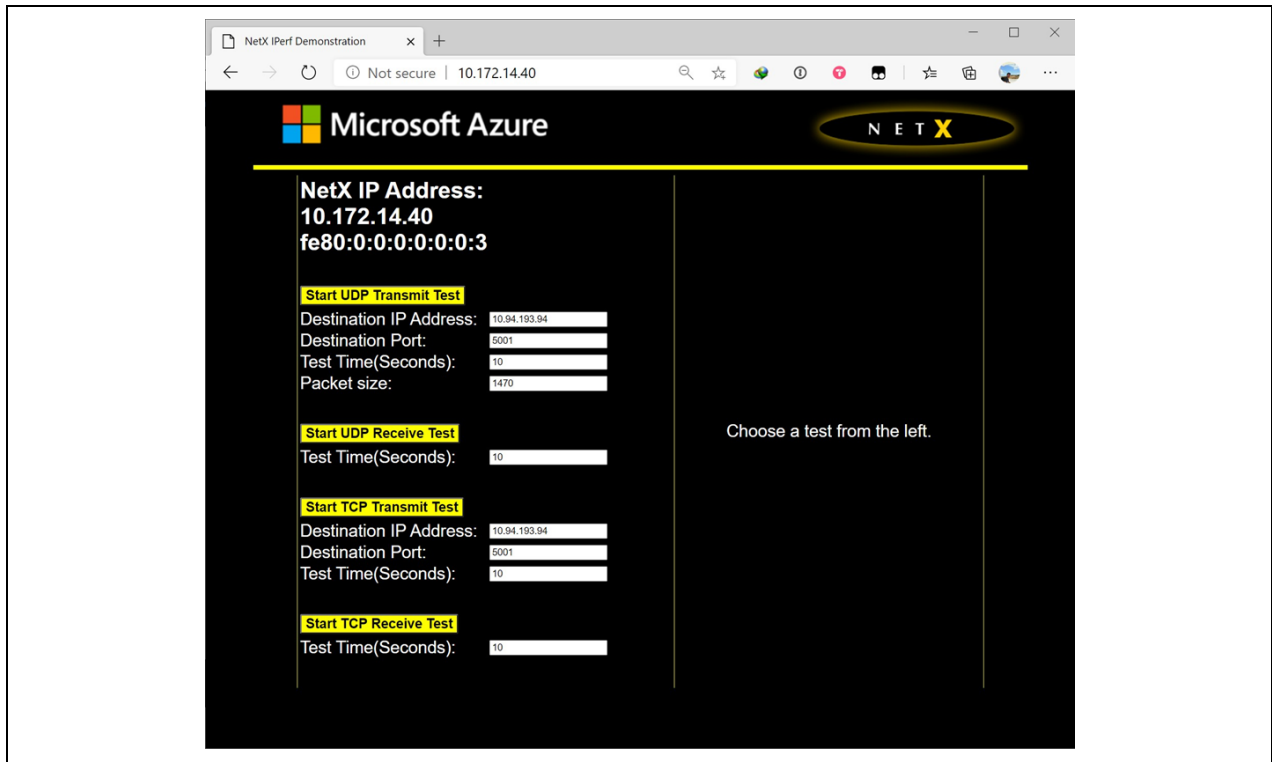 NetX IPerf Demonstration
Not secure | 10.172.14.40
Microsoft Azure
NETX
NetX IP Address:
10.172.14.40
fe80:0:0:0:0:0:0:3
Start UDP Transmit Test
Destination IP Address: 10.94.193.94
Destination Port: 5001
Test Time(Seconds): 10
Packet size: 1470
Start UDP Receive Test
Test Time(Seconds): 10
Choose a test from the left.
Start TCP Transmit Test
Destination IP Address: 10.94.193.94
Destination Port: 5001
Test Time(Seconds): 10
Start TCP Receive Test
Test Time(Seconds): 10